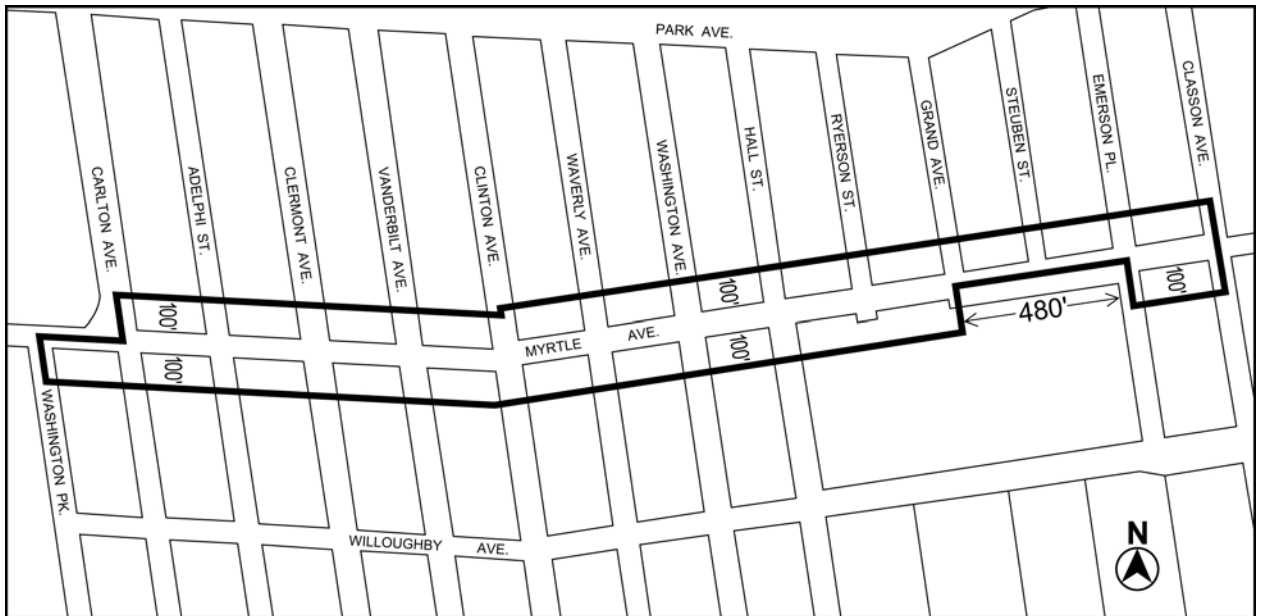 PARK AVE.
CARLTON AVE.
ADELPHI ST.
CLERMONT AVE.
VANDERBILT AVE.
CLINTON AVE.
WAVERLY AVE.
WASHINGTON AVE.
HALL ST.
RYERSON ST.
GRAND AVE.
STEUBEN ST.
EMERSON PL.
CLASSON AVE.
100'
100'
100'
480'
MYRTLE AVE.
100'
100'
WASHINGTON PK.
WILLOUGHBY AVE.
N